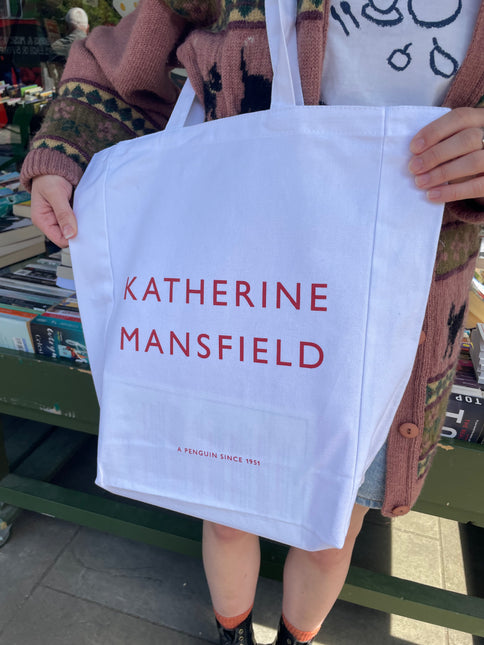 KATHERINE
MANSFIELD
A PENGUIN SINCE 1951